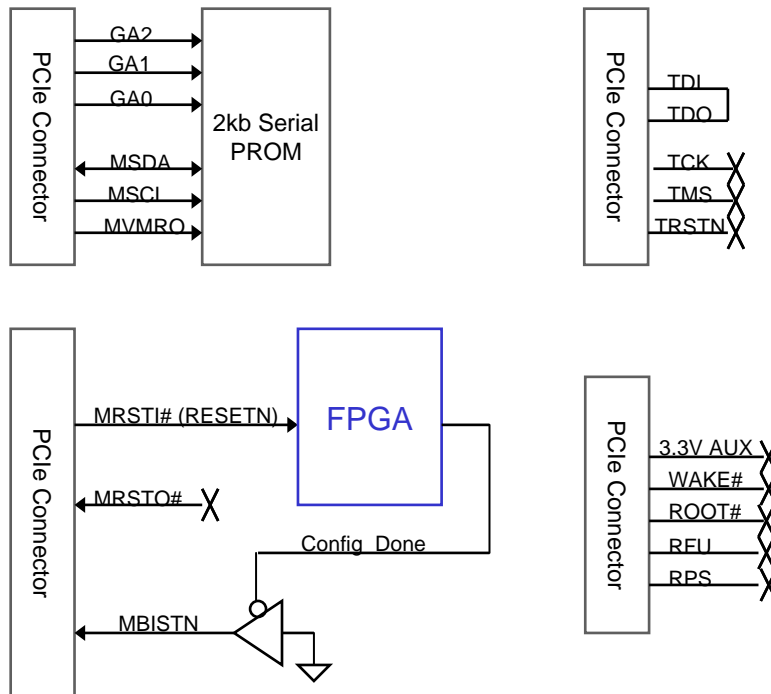 PCIe Connector
GA2
GA1
GA0
MSDA
MSCL
MVMRO
2kb Serial
PROM
PCIe Connector
TDI
TDO
TCK
TMS
TRSTN
PCIe Connector
MRSTI# (RESETN)
FPGA
MRSTO#
Config_Done
MBISTN
PCIe Connector
3.3V AUX
WAKE#
ROOT#
RFU
RPS